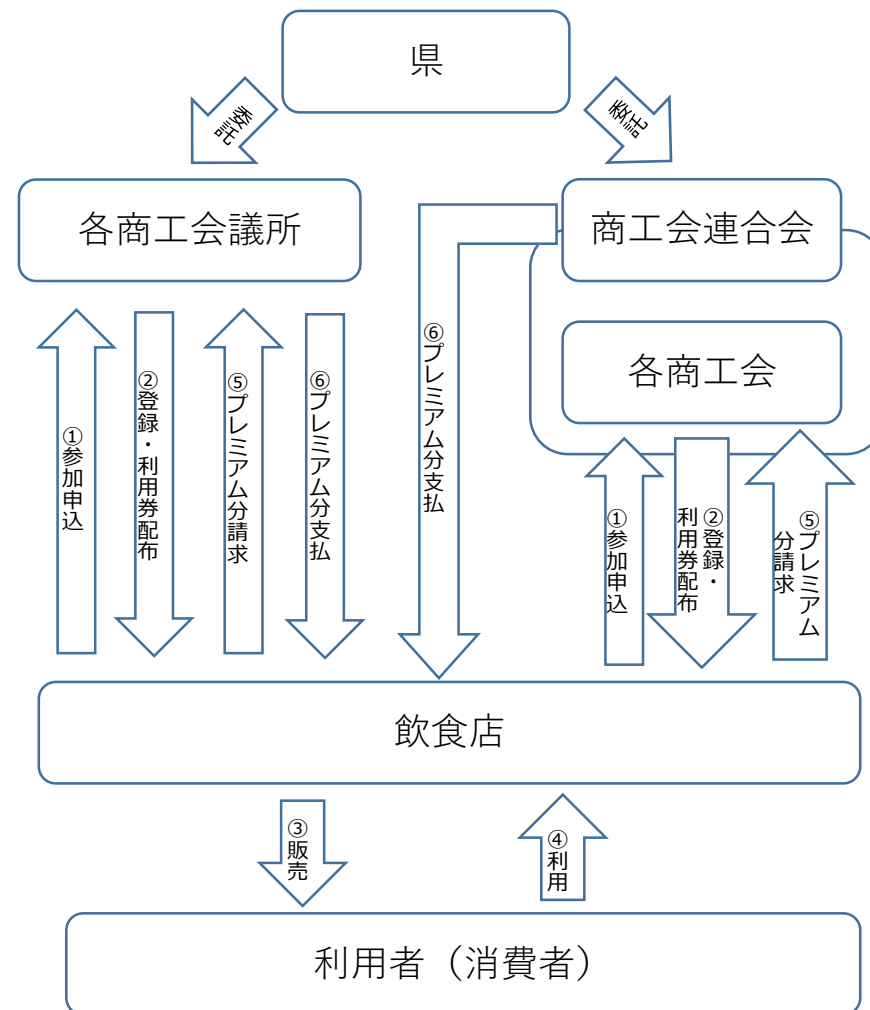 県
委託
委託
各商工会議所
商工会連合会
各商工会
①参加申込
②登録・利用券配布
⑤プレミアム分請求
⑥プレミアム分支払
⑥プレミアム分支払
①参加申込
②登録・
利用券配布
⑤プレミアム
分請求
飲食店
③販売
④利用
利用者（消費者）